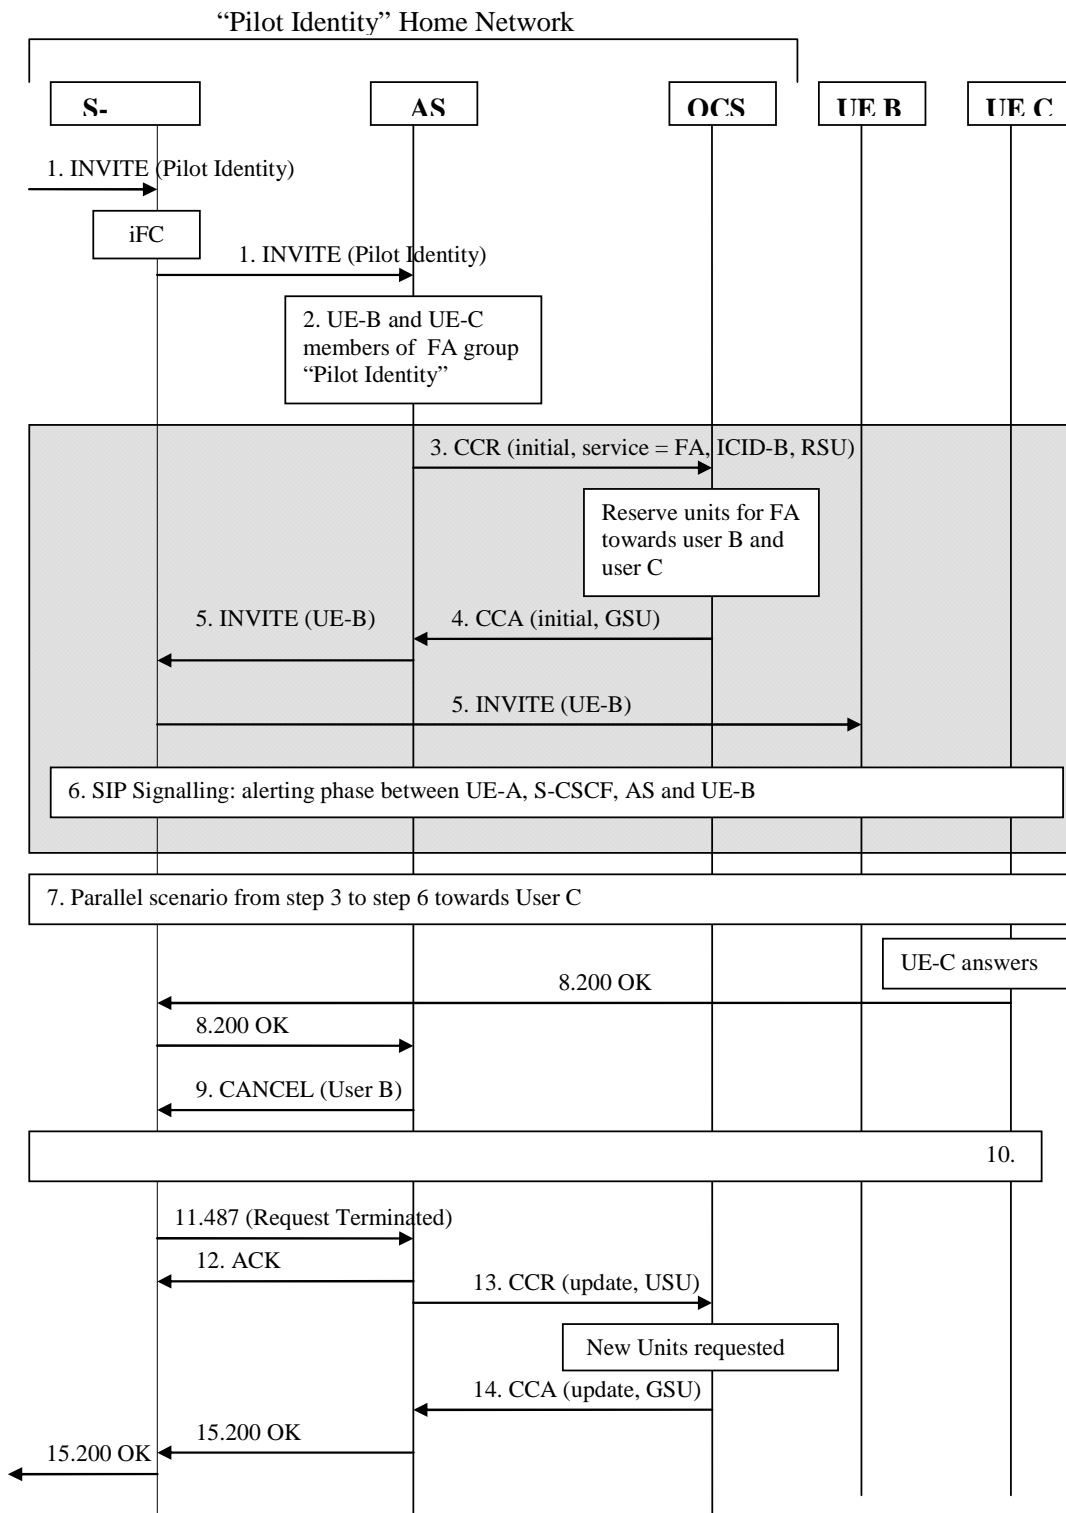 “Pilot Identity” Home Network
S-
AS
OCS
UE B
UE C
1. INVITE (Pilot Identity)
iFC
1. INVITE (Pilot Identity)
2. UE-B and UE-C
members of FA group
“Pilot Identity”
3. CCR (initial, service = FA, ICID-B, RSU)
Reserve units for FA
towards user B and
user C
5. INVITE (UE-B)
4. CCA (initial, GSU)
5. INVITE (UE-B)
6. SIP Signalling: alerting phase between UE-A, S-CSCF, AS and UE-B
7. Parallel scenario from step 3 to step 6 towards User C
UE-C answers
8.200 OK
8.200 OK
9. CANCEL (User B)
10.
11.487 (Request Terminated)
12. ACK
13. CCR (update, USU)
New Units requested
14. CCA (update, GSU)
15.200 OK
15.200 OK